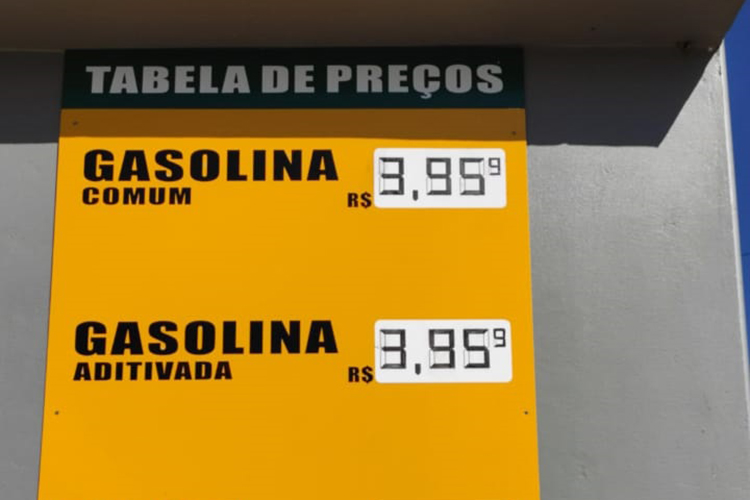 TABELA DE PREÇOS
GASOLINA
COMUM
R$ 3,95⁹
GASOLINA
ADITIVADA
R$ 3,95⁹